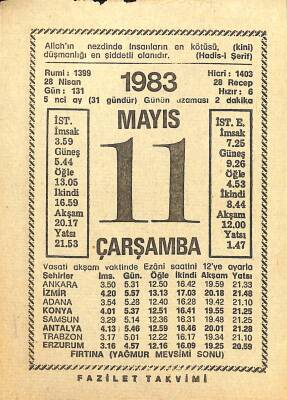 Allah'ın nezdinde insanların en kötüsü, (kini)
düşmanlığı en şiddetli olanıdır. (Hadis-i Şerif)
Rumi : 1399
28 Nisan
Gün : 131
1983
Hicri : 1403
28 Recep
Hızır : 6
5 nci ay (31 gündür) Günün uzaması 2 dakika
MAYIS
11
ÇARŞAMBA
İST.
İmsak
3.59
Güneş
5.44
Öğle
13.05
İkindi
16.59
Akşam
20.17
Yatsı
21.53
İST. E.
İmsak
7.25
Güneş
9.26
Öğle
4.53
İkindi
8.44
Akşam
12.00
Yatsı
1.47
Vasati akşam vaktinde Ezâni saatini 12'ye ayarla
Şehirler İms. Gün. Öğle İkindi Akşam Yatsı
ANKARA 3.50 5.31 12.50 16.42 19.59 21.33
İZMİR 4.20 5.57 13.13 17.03 20.18 21.48
ADANA 3.54 5.28 12.40 16.28 19.42 21.10
KONYA 4.01 5.37 12.51 16.41 19.55 21.25
SAMSUN 3.29 5.14 12.36 16.31 19.48 21.25
ANTALYA 4.13 5.46 12.59 16.46 20.01 21.28
TRABZON 3.17 5.01 12.22 16.17 19.34 21.10
ERZURUM 3.16 4.57 12.16 16.09 19.25 20.59
FIRTINA (YAĞMUR MEVSİMİ SONU)
FAZİLET TAKVİMİ